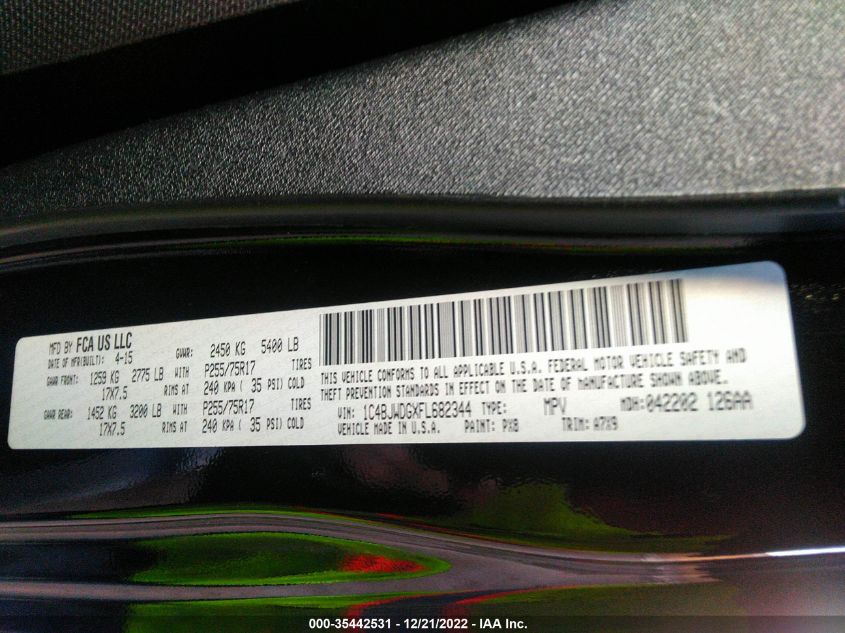 MFD BY FCA US LLC
DATE OF MFR(BUILT): 4-15 GVWR: 2450 KG 5400 LB
GAWR FRONT: 1259 KG 2775 LB WITH P255/75R17 TIRES
17X7.5 RIMS AT 240 KPA ( 35 PSI) COLD
GAWR REAR: 1452 KG 3200 LB WITH P255/75R17 TIRES
17X7.5 RIMS AT 240 KPA ( 35 PSI) COLD
THIS VEHICLE CONFORMS TO ALL APPLICABLE U.S.A. FEDERAL MOTOR VEHICLE SAFETY AND
THEFT PREVENTION STANDARDS IN EFFECT ON THE DATE OF MANUFACTURE SHOWN ABOVE.
VIN: 1C4BJWDGXFL682344 TYPE: MPV MDH: 042202 126AA
VEHICLE MADE IN U.S.A. PAINT: PX8 TRIM: A7X9
000-35442531 - 12/21/2022 - IAA Inc.